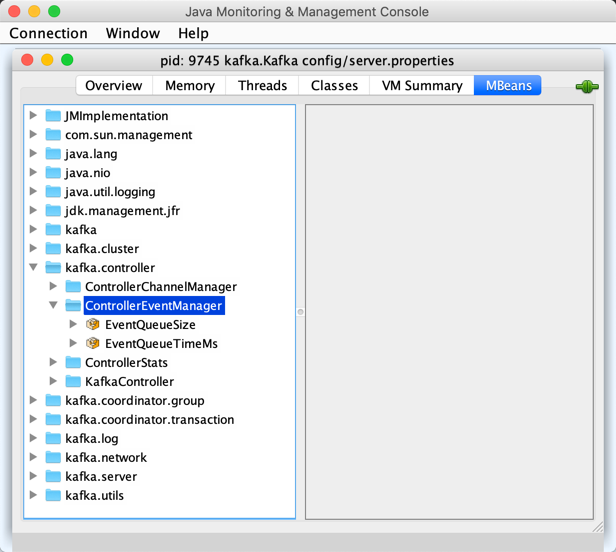 Java Monitoring & Management Console
Connection Window Help
pid: 9745 kafka.Kafka config/server.properties
Overview Memory Threads Classes VM Summary MBeans
JMImplementation
com.sun.management
java.lang
java.nio
java.util.logging
jdk.management.jfr
kafka
kafka.cluster
kafka.controller
ControllerChannelManager
ControllerEventManager
EventQueueSize
EventQueueTimeMs
ControllerStats
KafkaController
kafka.coordinator.group
kafka.coordinator.transaction
kafka.log
kafka.network
kafka.server
kafka.utils